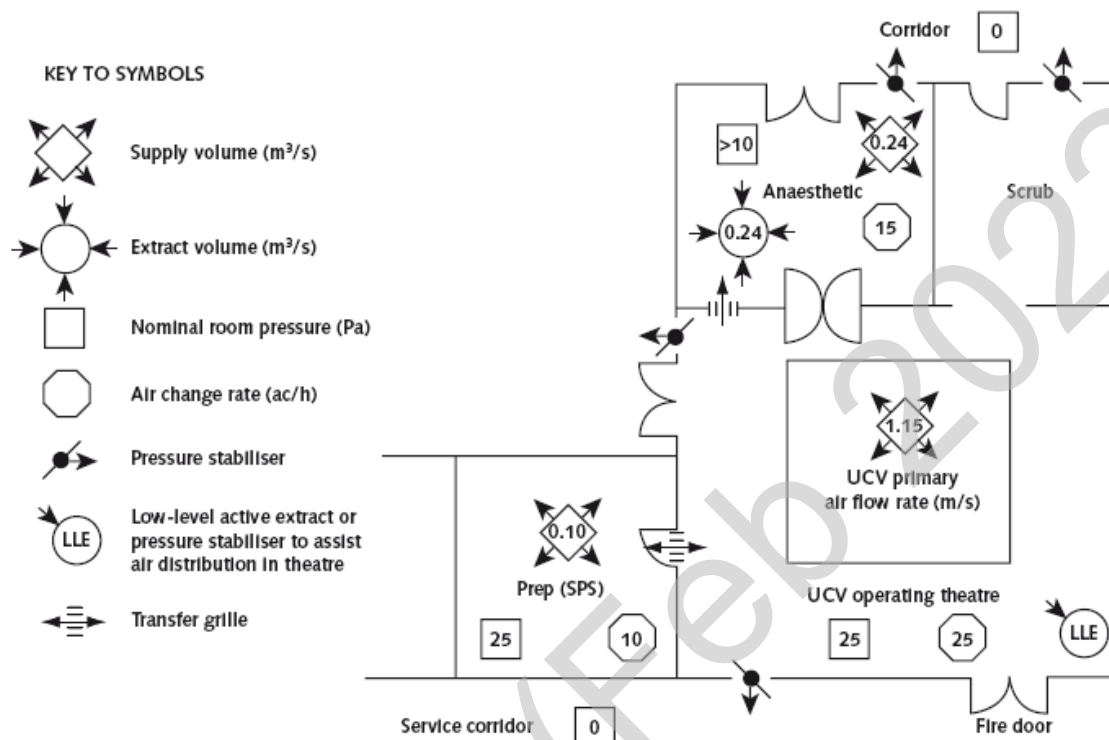 KEY TO SYMBOLS
Supply volume (m³/s)
Extract volume (m³/s)
Nominal room pressure (Pa)
Air change rate (ac/h)
Pressure stabiliser
LLE
Low-level active extract or
pressure stabiliser to assist
air distribution in theatre
Transfer grille
Corridor
0
>10
0.24
Anaesthetic
Scrub
0.24
15
1.15
UCV primary
air flow rate (m/s)
0.10
Prep (SPS)
UCV operating theatre
25
10
25
25
LLE
Service corridor
0
Fire door
(Feb 202